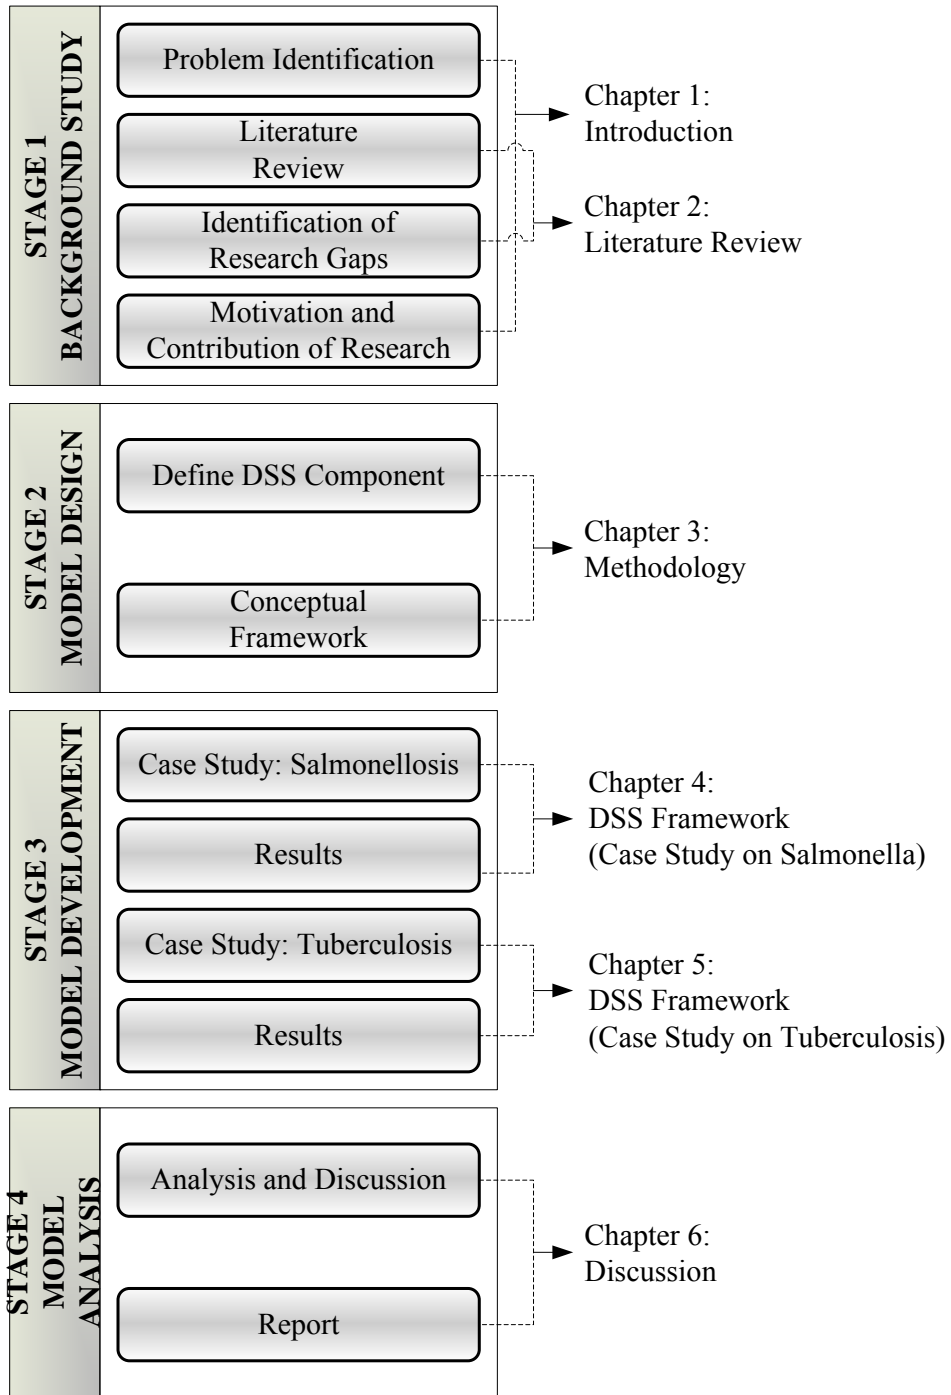 STAGE 1
BACKGROUND STUDY
Problem Identification
Literature
Review
Identification of
Research Gaps
Motivation and
Contribution of Research
Chapter 1:
Introduction
Chapter 2:
Literature Review
STAGE 2
MODEL DESIGN
Define DSS Component
Conceptual
Framework
Chapter 3:
Methodology
STAGE 3
MODEL DEVELOPMENT
Case Study: Salmonellosis
Results
Case Study: Tuberculosis
Results
Chapter 4:
DSS Framework
(Case Study on Salmonella)
Chapter 5:
DSS Framework
(Case Study on Tuberculosis)
STAGE 4
MODEL
ANALYSIS
Analysis and Discussion
Report
Chapter 6:
Discussion